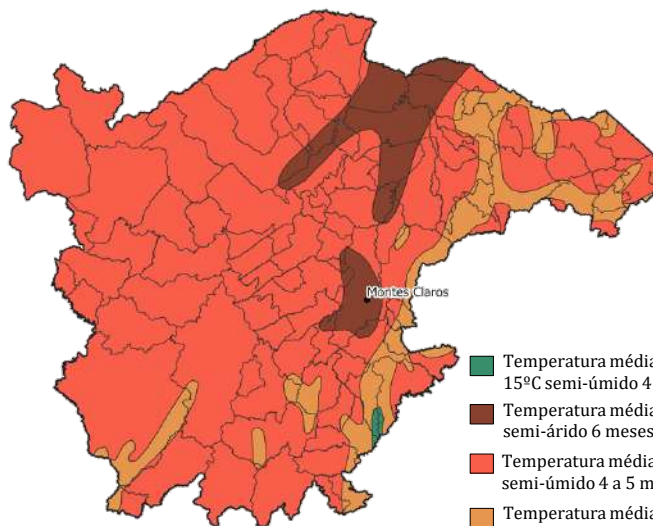 Montes Claros
Temperatura média
15ºC semi-úmido 4
Temperatura média
semi-árido 6 meses
Temperatura média
semi-úmido 4 a 5 m
Temperatura média